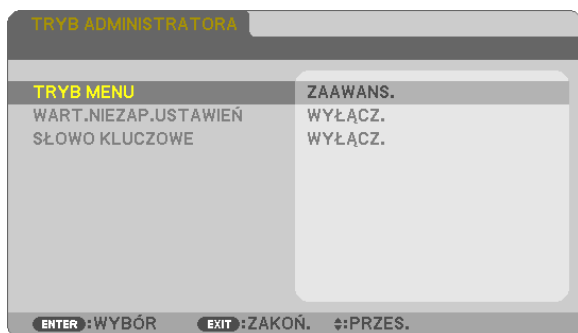 TRYB ADMINISTRATORA
TRYB MENU ZAAWANS.
WART.NIEZAP.USTAWIEŃ WYŁĄCZ.
SŁOWO KLUCZOWE WYŁĄCZ.
ENTER :WYBÓR EXIT :ZAKOŃ. :PRZES.